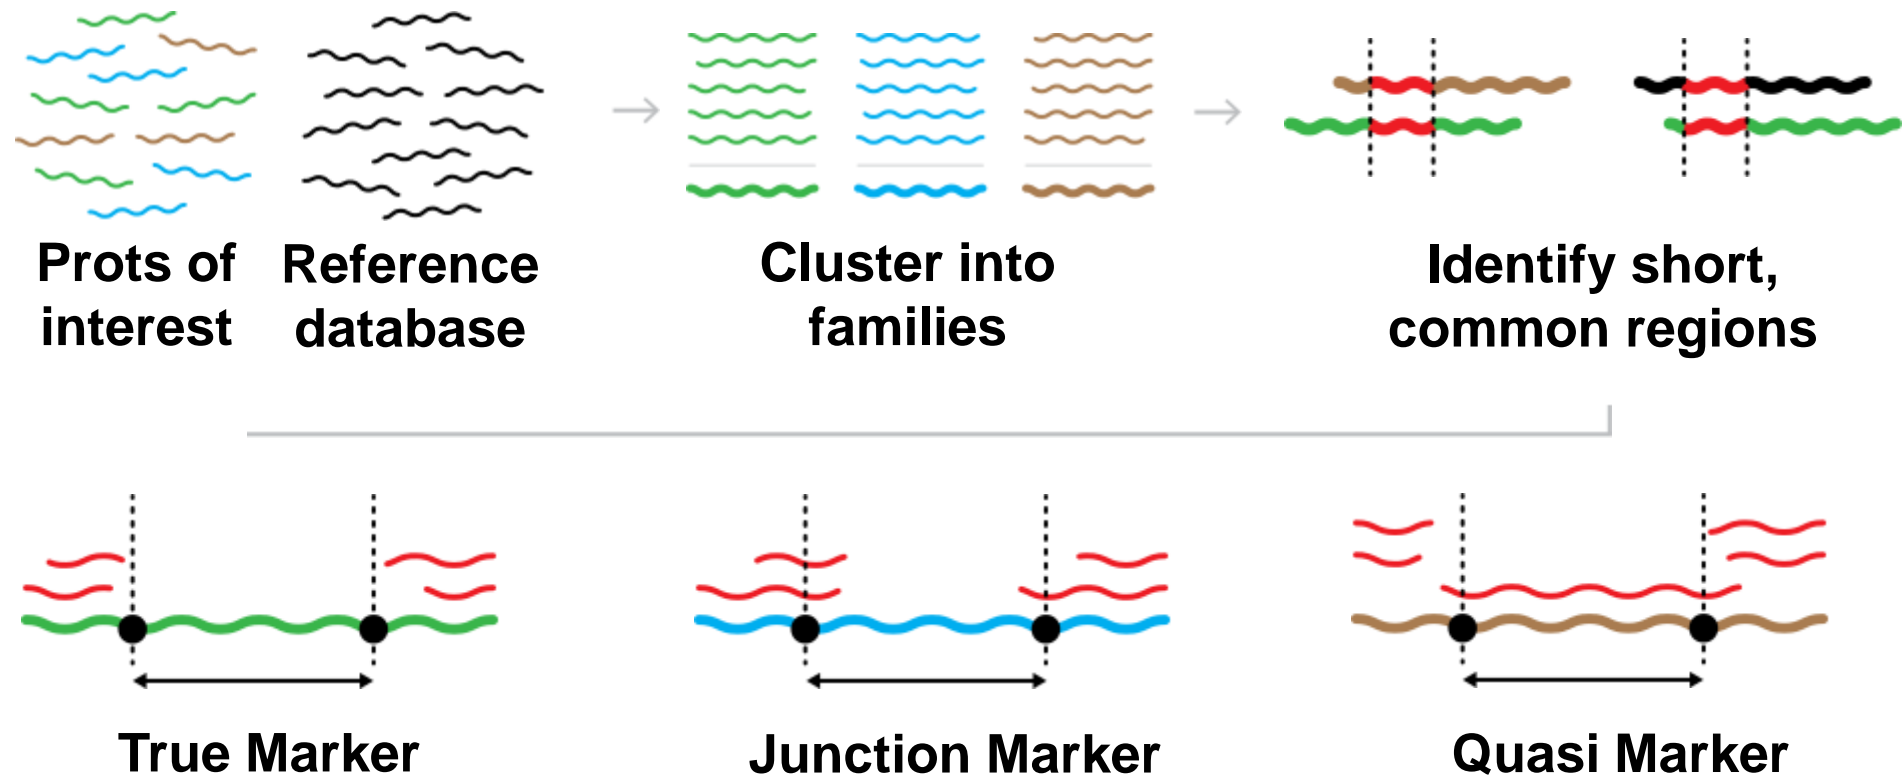 Prots of
interest
Reference
database
Cluster into
families
Identify short,
common regions
True Marker
Junction Marker
Quasi Marker